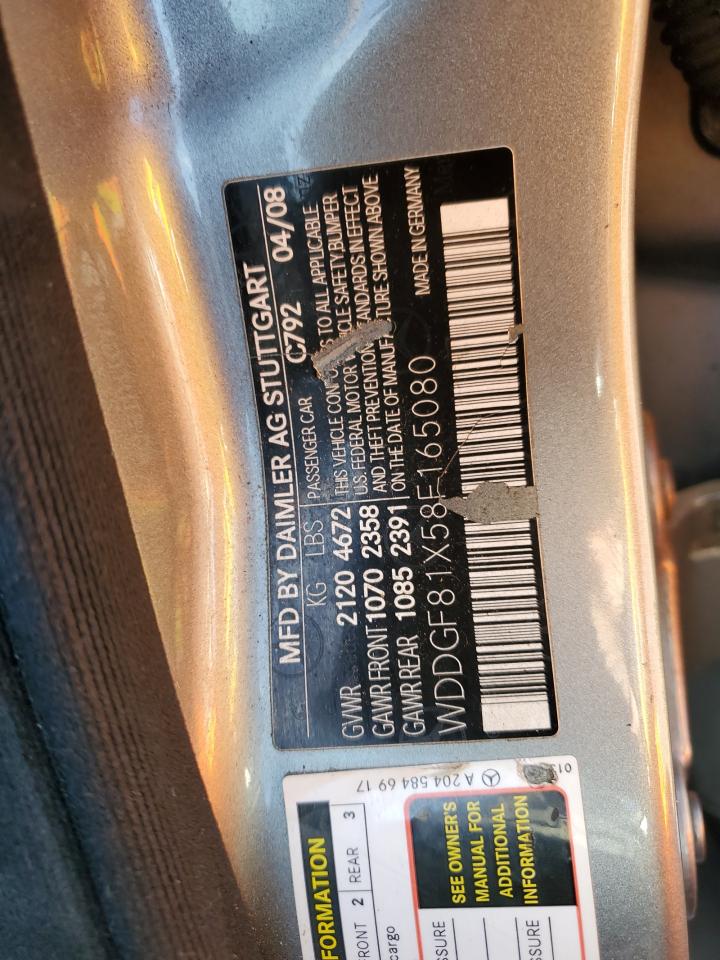 MFD BY DAIMLER AG STUTTGART
KG LBS PASSENGER CAR C792 04/08
GVWR 2120 4672 THIS VEHICLE TO ALL APPLICABLE
GAWR FRONT 1070 2358 U.S. FEDERAL MOTOR SAFETY BUMPER
GAWR REAR 1085 2391 AND THEFT PREVENTION STANDARDS IN EFFECT
ON THE DATE OF MANUFACTURE SHOWN ABOVE
WDDGF81X58F165080 MADE IN GERMANY
A 204 584 69 17
FRONT 2 REAR 3
cargo
SEE OWNER'S
MANUAL FOR
ADDITIONAL
INFORMATION